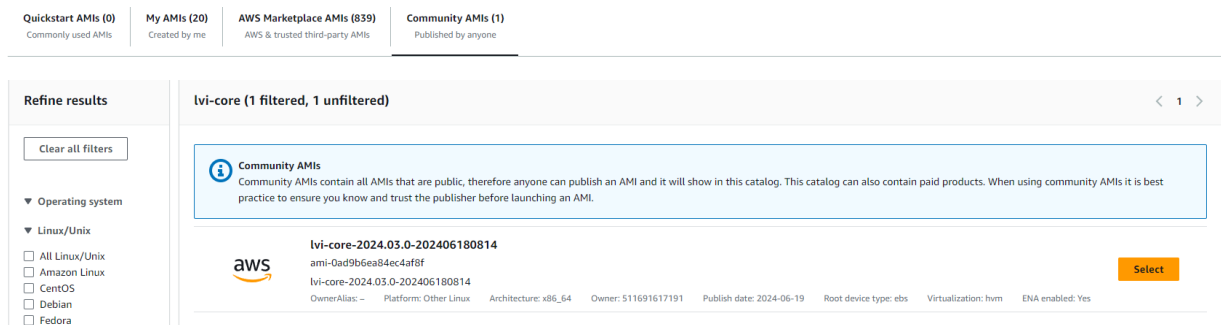 Quickstart AMIs (0) My AMIs (20) AWS Marketplace AMIs (839) Community AMIs (1)
Commonly used AMIs Created by me AWS & trusted third-party AMIs Published by anyone
Refine results
lvi-core (1 filtered, 1 unfiltered)
1
Clear all filters
Community AMIs
Community AMIs contain all AMIs that are public, therefore anyone can publish an AMI and it will show in this catalog. This catalog can also contain paid products. When using community AMIs it is best
practice to ensure you know and trust the publisher before launching an AMI.
Operating system
Linux/Unix
All Linux/Unix
Amazon Linux
CentOS
Debian
Fedora
aws
lvi-core-2024.03.0-202406180814
ami-0ad9b6ea84ec4af8f
lvi-core-2024.03.0-202406180814
OwnerAlias: – Platform: Other Linux Architecture: x86_64 Owner: 511691617191 Publish date: 2024-06-19 Root device type: ebs Virtualization: hvm ENA enabled: Yes
Select